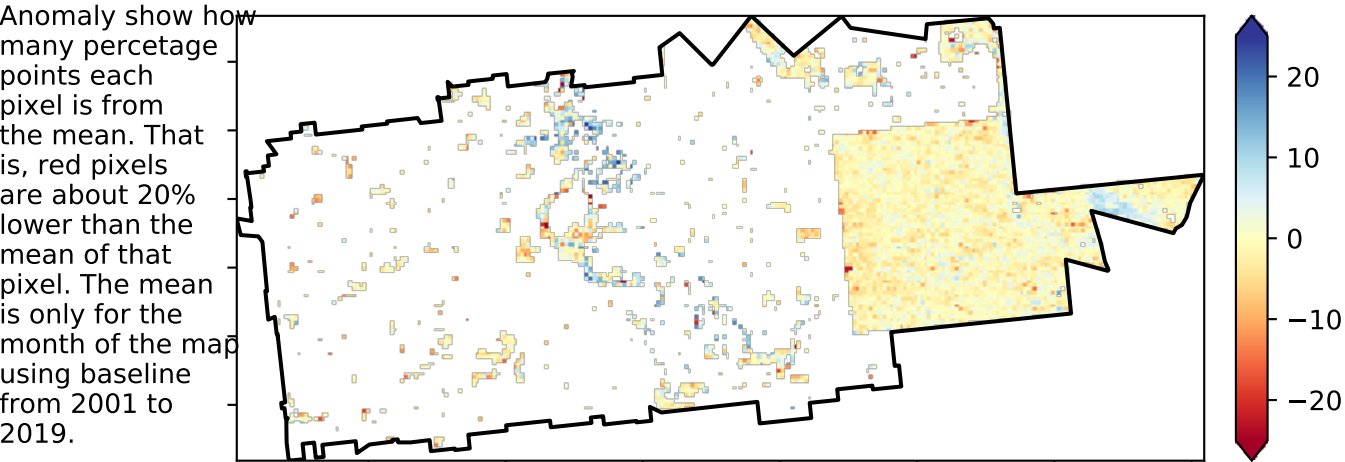 Anomaly show how
many percetage
points each
pixel is from
the mean. That
is, red pixels
are about 20%
lower than the
mean of that
pixel. The mean
is only for the
month of the map
using baseline
from 2001 to
2019.
20
10
0
−10
−20